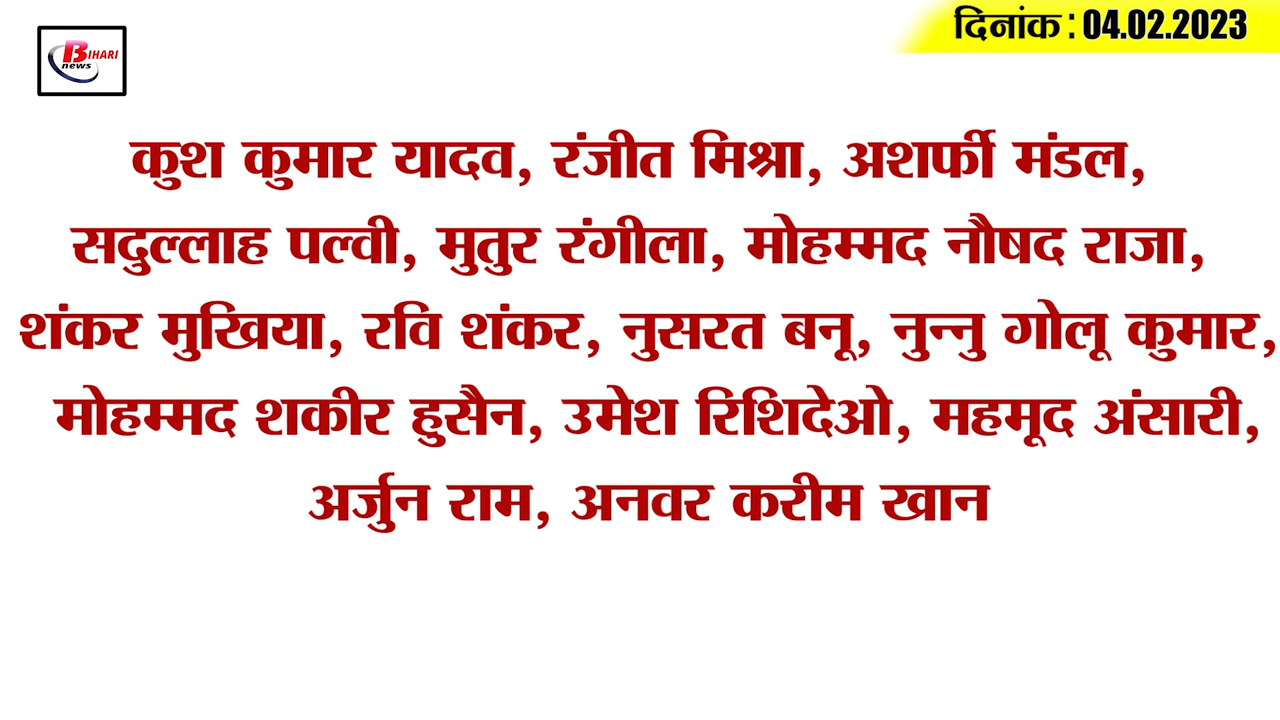 BIHARI
news
दिनांक : 04.02.2023
कुश कुमार यादव, रंजीत मिश्रा, अशर्फी मंडल,
सदुल्लाह पल्वी, मुतुर रंगीला, मोहम्मद नौषद राजा,
शंकर मुखिया, रवि शंकर, नुसरत बनू, नुन्नु गोलू कुमार,
मोहम्मद शकीर हुसैन, उमेश रिशिदेओ, महमूद अंसारी,
अर्जुन राम, अनवर करीम खान